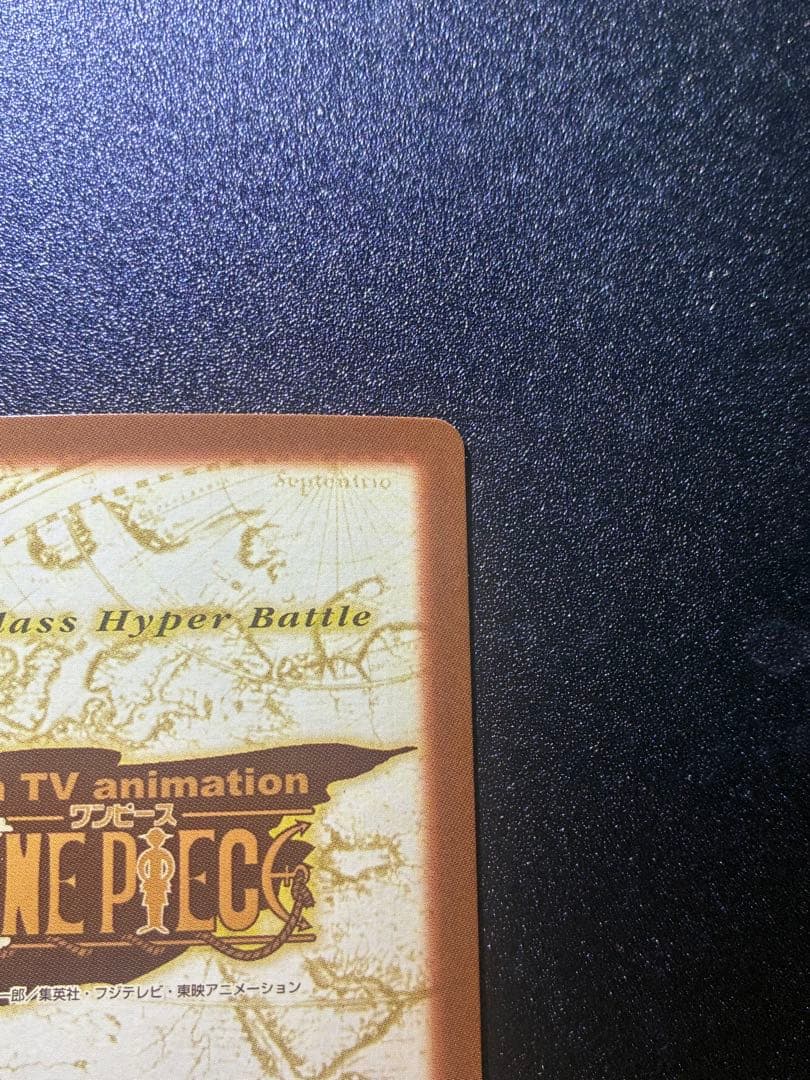 Septentrio
lass Hyper Battle
TV animation
ワンピース
NE PIECE
一郎／集英社・フジテレビ・東映アニメーション